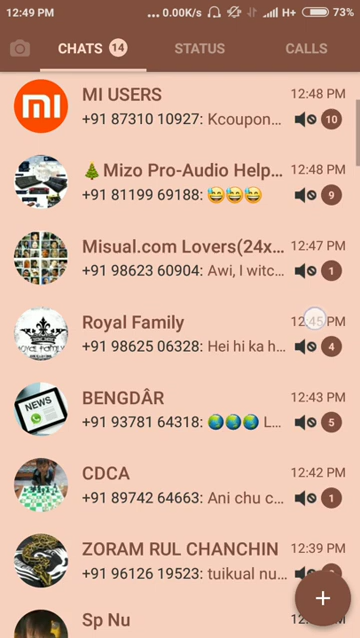 12:49 PM ... 0.00K/s H+ 73%
CHATS 14 STATUS CALLS
MI USERS 12:48 PM
+91 87310 10927: Kcoupon... 10
🎄Mizo Pro-Audio Help... 12:48 PM
+91 81199 69188: 😅😅😅 9
Misual.com Lovers(24x... 12:47 PM
+91 98623 60904: Awi, I witc... 1
Royal Family 12:45 PM
+91 98625 06328: Hei hi ka h... 4
BENGDÂR 12:43 PM
NEWS
+91 93781 64318: 🌏🌏🌏 L... 5
CDCA 12:42 PM
+91 89742 64663: Ani chu c... 1
ZORAM RUL CHANCHIN 12:39 PM
+91 96126 19523: tuikual nu...
Sp Nu
+